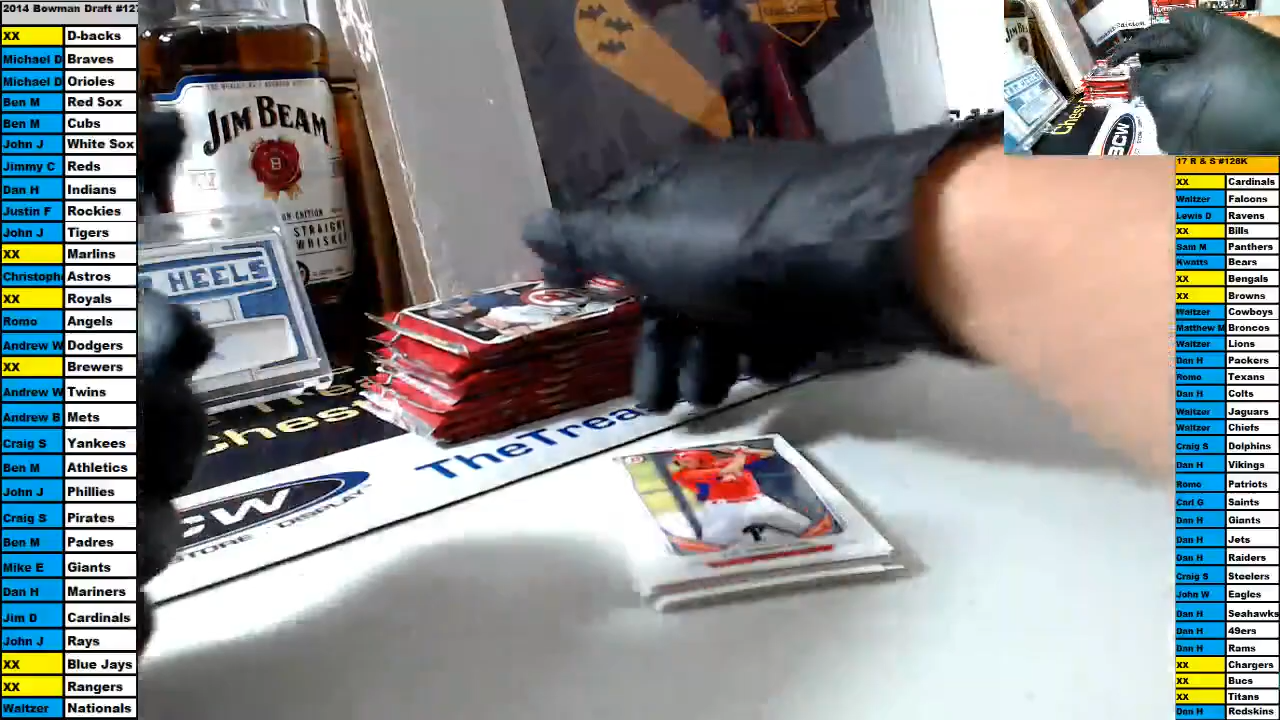 2014 Bowman Draft #127
XX D-backs
Michael D Braves
Michael D Orioles
Ben M Red Sox
Ben M Cubs
John J White Sox
Jimmy C Reds
Dan H Indians
Justin F Rockies
John J Tigers
XX Marlins
Christoph Astros
XX Royals
Romo Angels
Andrew W Dodgers
XX Brewers
Andrew W Twins
Andrew B Mets
Craig S Yankees
Ben M Athletics
John J Phillies
Craig S Pirates
Ben M Padres
Mike E Giants
Dan H Mariners
Jim D Cardinals
John J Rays
XX Blue Jays
XX Rangers
Waltzer Nationals
JIM BEAM
STRAIGHT
WHISKEY
HEELS
Chest
TheTrea
CW
STORE DISPLAY
BCW
17 R & S #128K
XX Cardinals
Waltzer Falcons
Lewis D Ravens
XX Bills
Sam M Panthers
Kwatts Bears
XX Bengals
XX Browns
Waltzer Cowboys
Matthew M Broncos
Waltzer Lions
Dan H Packers
Romo Texans
Dan H Colts
Waltzer Jaguars
Waltzer Chiefs
Craig S Dolphins
Dan H Vikings
Romo Patriots
Carl G Saints
Dan H Giants
Dan H Jets
Dan H Raiders
Craig S Steelers
John W Eagles
Dan H Seahawks
Dan H 49ers
Dan H Rams
XX Chargers
XX Bucs
XX Titans
Dan H Redskins